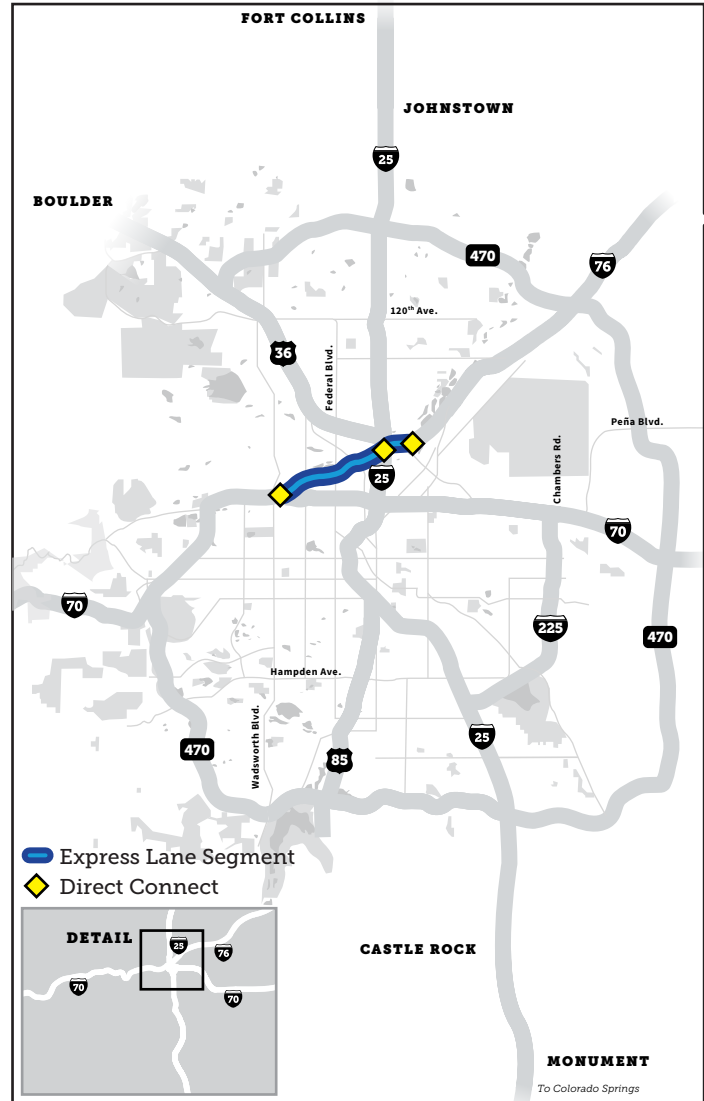 FORT COLLINS
JOHNSTOWN
25
BOULDER
470
76
120th Ave.
36
Federal Blvd.
Peña Blvd.
Chambers Rd.
25
70
70
225
470
Hampden Ave.
Wadsworth Blvd.
25
470
85
Express Lane Segment
Direct Connect
DETAIL
25
76
70
70
CASTLE ROCK
MONUMENT
To Colorado Springs